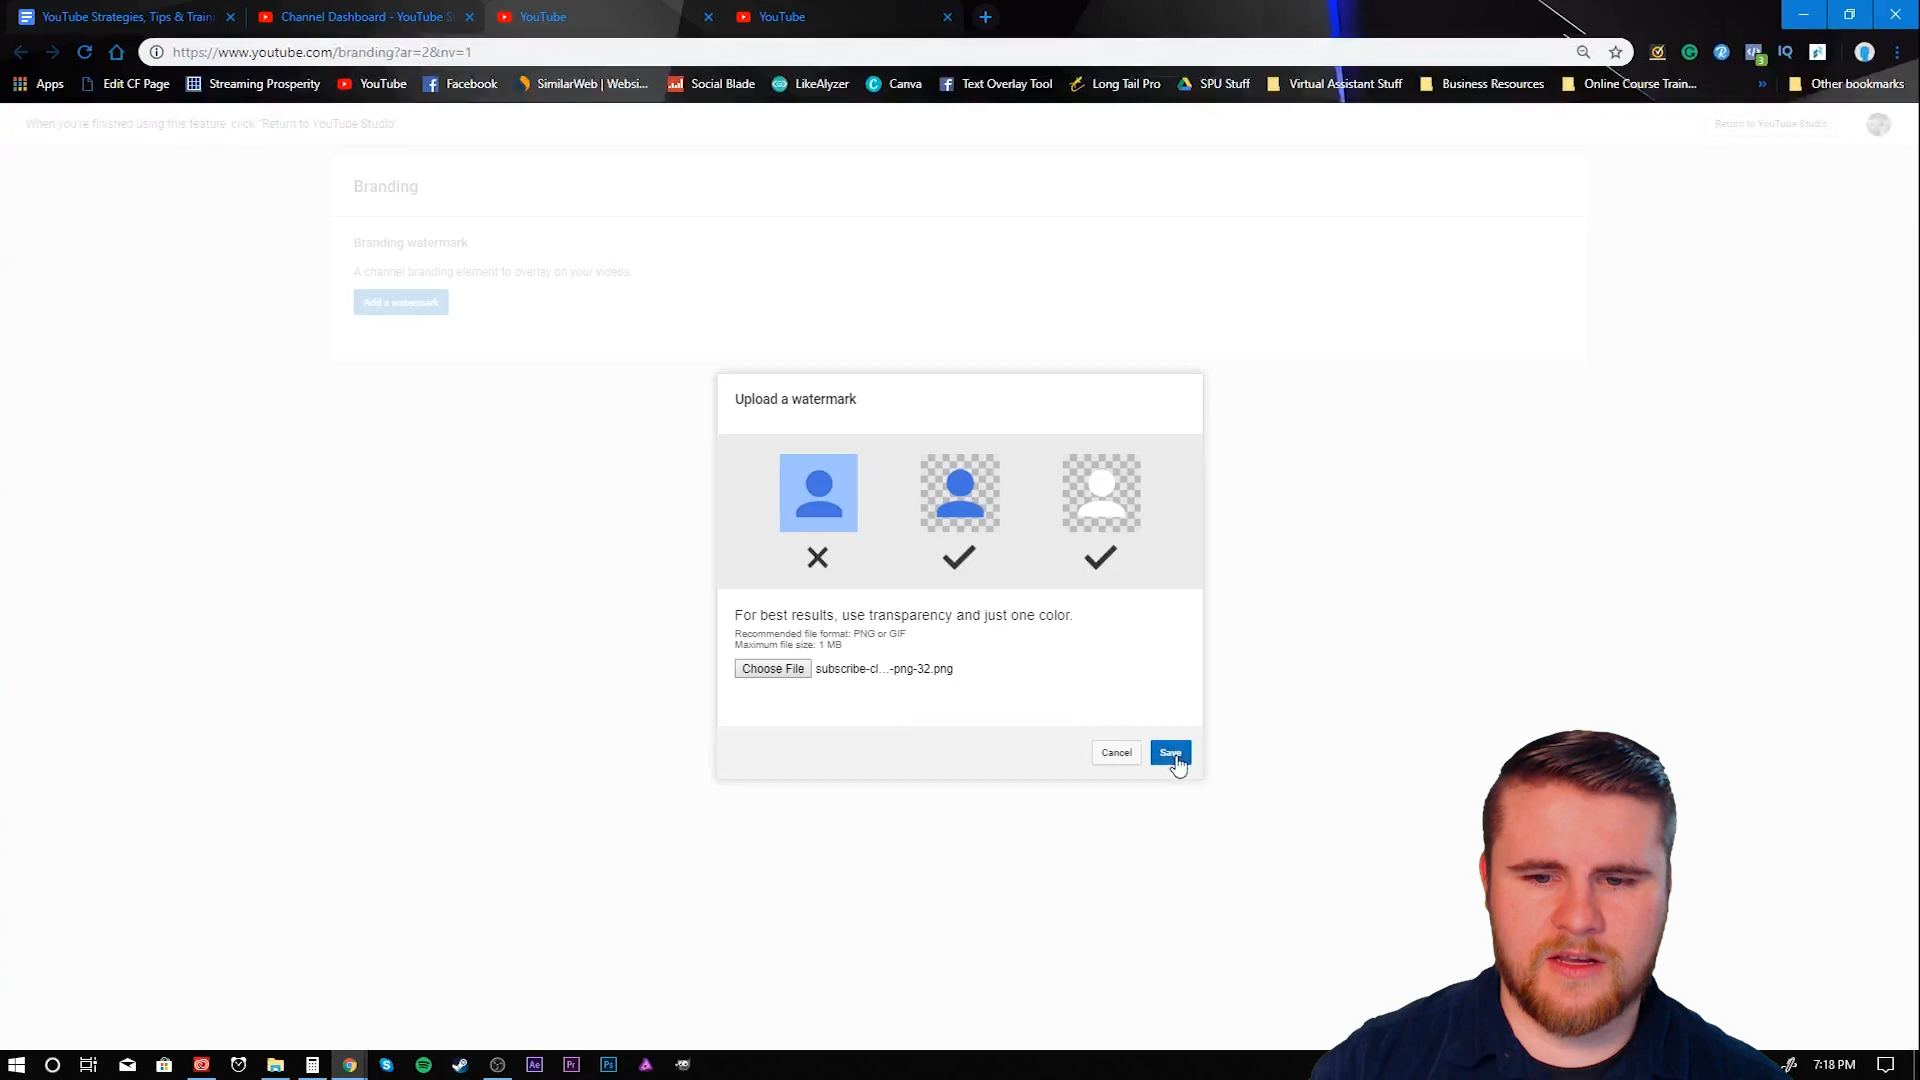 YouTube Strategies, Tips & Traini
Channel Dashboard - YouTube S
YouTube
YouTube
https://www.youtube.com/branding?ar=2&nv=1
Apps
Edit CF Page
Streaming Prosperity
YouTube
Facebook
SimilarWeb | Websi...
Social Blade
LikeAlyzer
Canva
Text Overlay Tool
Long Tail Pro
SPU Stuff
Virtual Assistant Stuff
Business Resources
Online Course Train...
»
Other bookmarks
When you're finished using this feature, click "Return to YouTube Studio".
Return to YouTube Studio
Branding
Branding watermark
A channel branding element to overlay on your videos.
Add a watermark
Upload a watermark
For best results, use transparency and just one color.
Recommended file format: PNG or GIF
Maximum file size: 1 MB
Choose File subscribe-cl...-png-32.png
Cancel
Save
7:18 PM